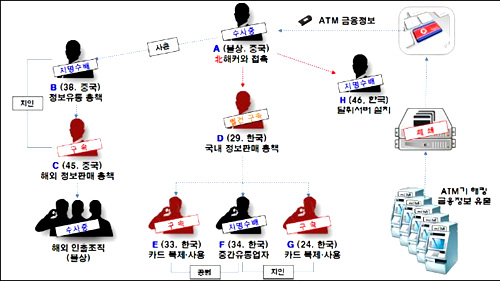 수사중
ATM 금융정보
A (불상, 중국)
北해커와 접촉
사촌
지명수배
B (38. 중국)
정보유통 총책
지명수배
H (46, 한국)
탈취서버 설치
지인
별건 구속
D (29. 한국)
국내 정보판매 총책
구 속
C (45. 중국)
해외 정보판매 총책
폐 쇄
ATM기 해킹
금융정보 유출
수사중
해외 인출조직
(불상)
구 속
지명수배
구 속
E (33. 한국)
F (34. 한국)
G (24. 한국)
카드 복제·사용
중간유통업자
카드 복제·사용
공범
지인